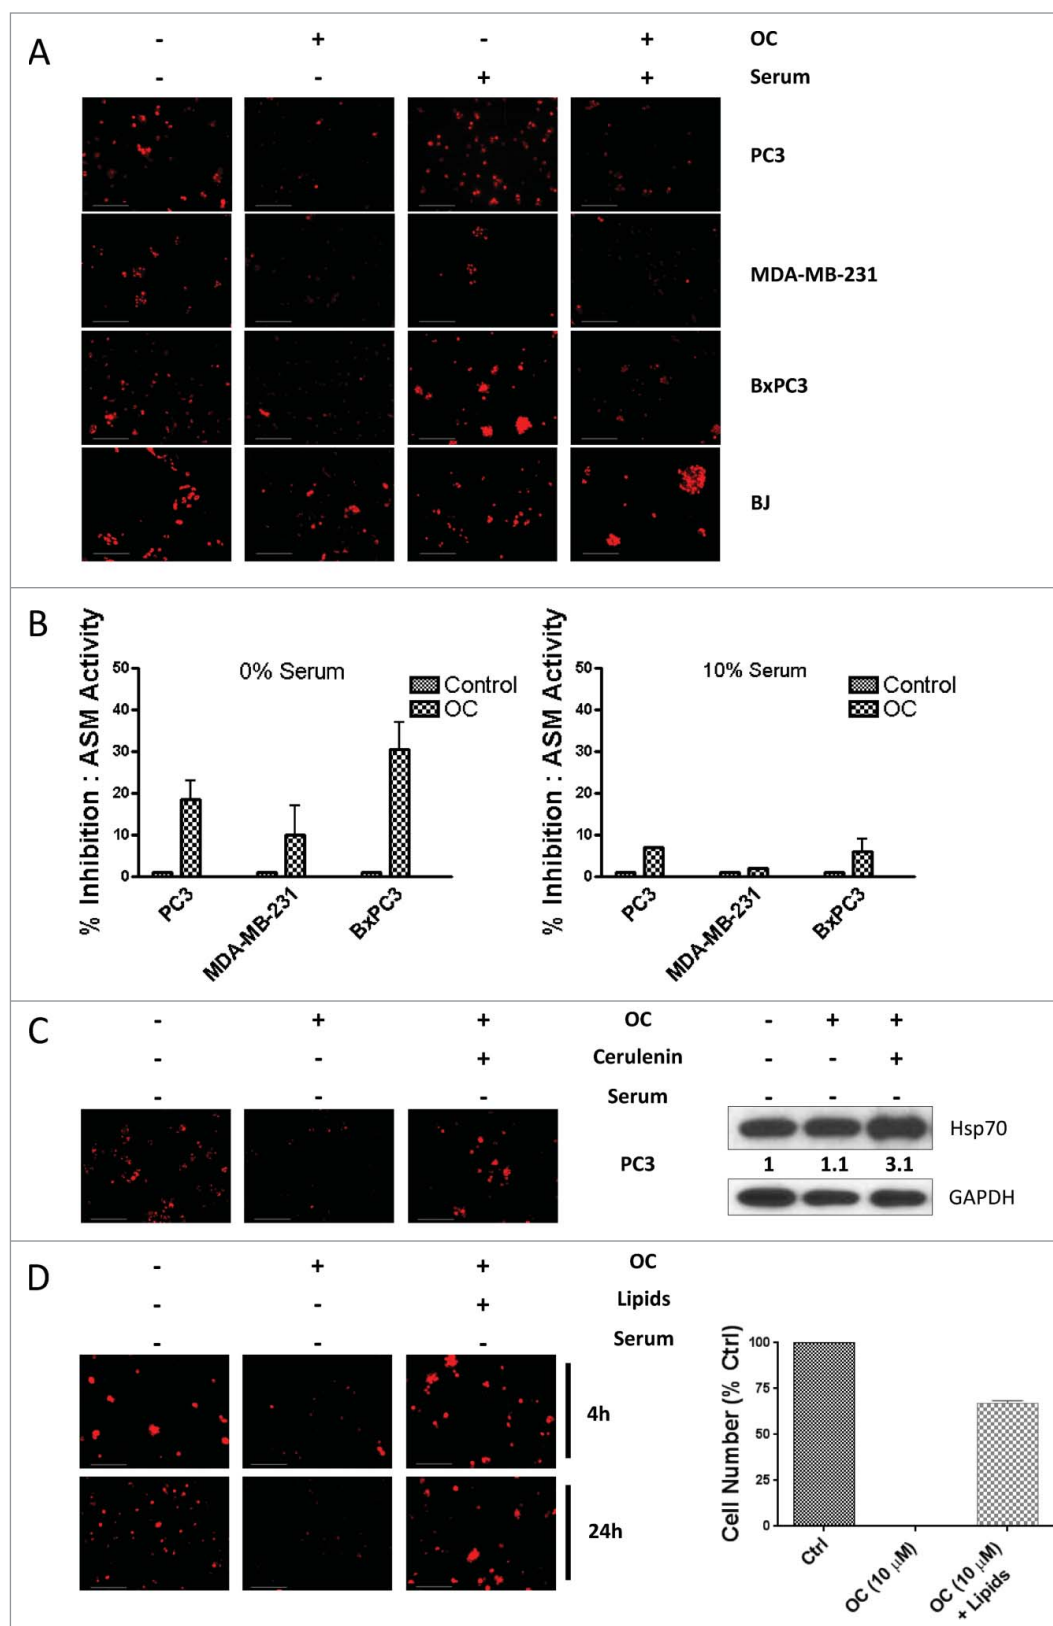 A
- + - + OC
- - + + Serum
PC3
MDA-MB-231
BxPC3
BJ
B
% Inhibition : ASM Activity
50
40
30
20
10
0
0% Serum
Control
OC
PC3
MDA-MB-231
BxPC3
% Inhibition : ASM Activity
50
40
30
20
10
0
10% Serum
Control
OC
PC3
MDA-MB-231
BxPC3
C
- + + OC - + +
- - + Cerulenin - - +
- - - Serum - - -
Hsp70
PC3 1 1.1 3.1
GAPDH
D
- + + OC
- - + Lipids
- - - Serum
4h
24h
Cell Number (% Ctrl)
100
75
50
25
0
Ctrl
OC (10 μM)
OC (10 μM)
+ Lipids